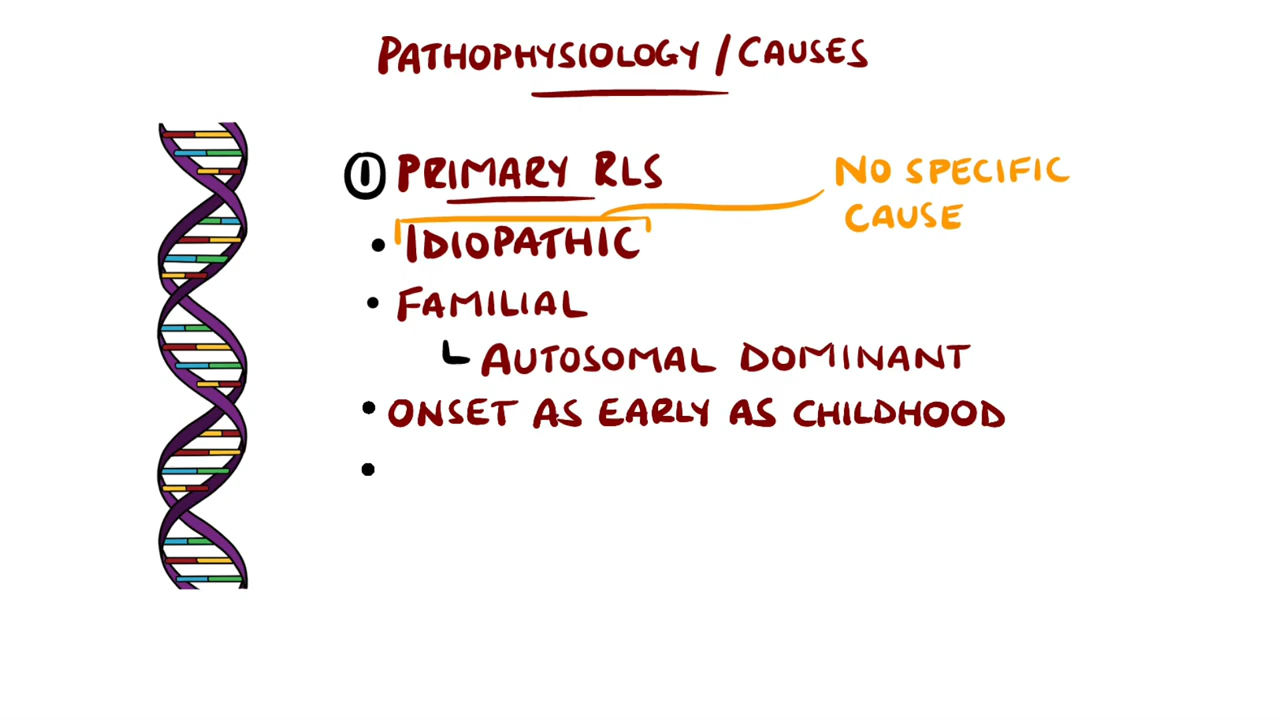 PATHOPHYSIOLOGY / CAUSES
① PRIMARY RLS
NO SPECIFIC
CAUSE
• IDIOPATHIC
• FAMILIAL
AUTOSOMAL DOMINANT
• ONSET AS EARLY AS CHILDHOOD
•